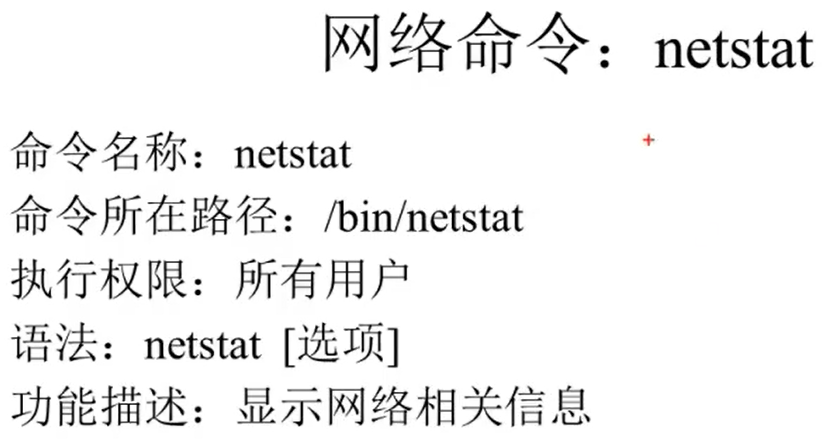 网络命令：netstat
命令名称：netstat
命令所在路径：/bin/netstat
执行权限：所有用户
语法：netstat [选项]
功能描述：显示网络相关信息